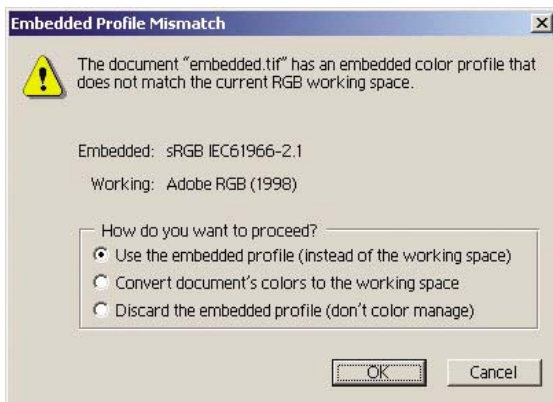 Embedded Profile Mismatch
The document "embedded.tif" has an embedded color profile that
does not match the current RGB working space.
Embedded: sRGB IEC61966-2.1
Working: Adobe RGB (1998)
How do you want to proceed?
Use the embedded profile (instead of the working space)
Convert document's colors to the working space
Discard the embedded profile (don't color manage)
OK
Cancel